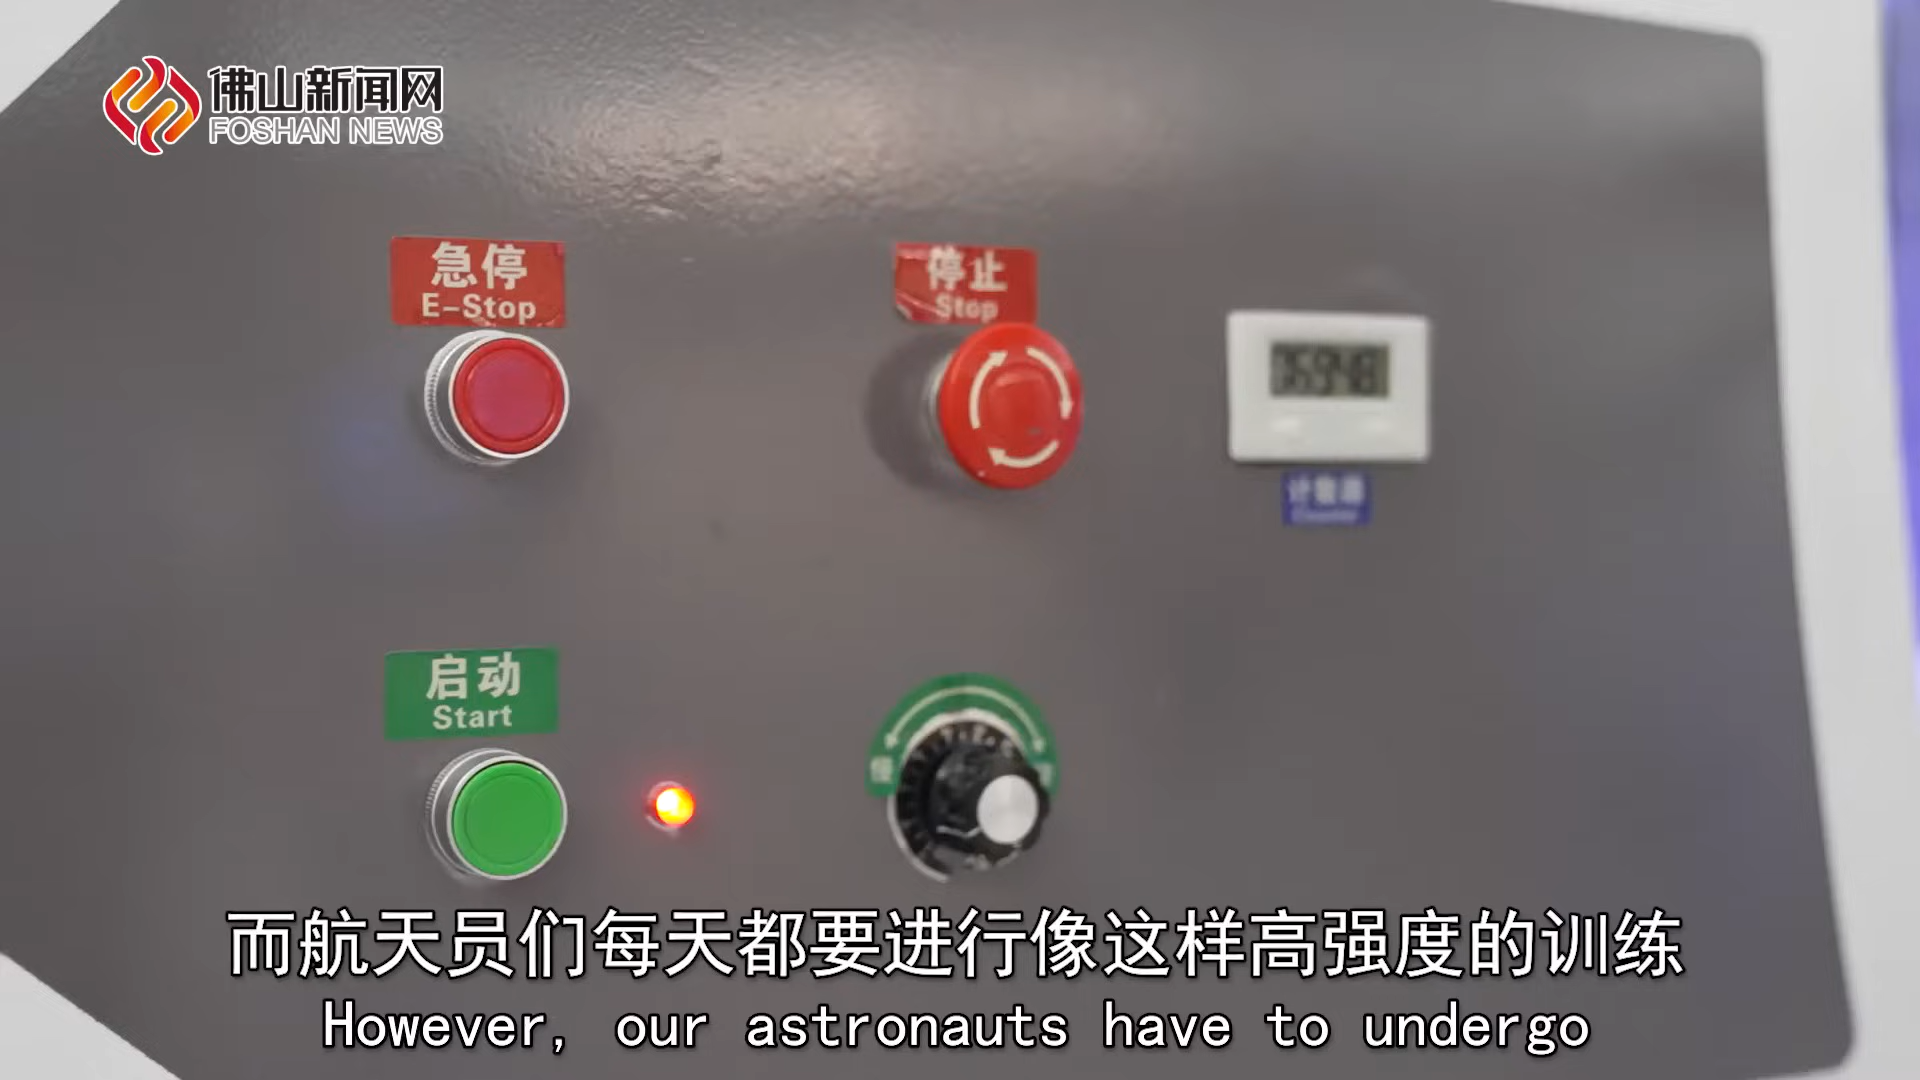 佛山新闻网
FOSHAN NEWS
急停
E-Stop
停止
Stop
启动
Start
慢
而航天员们每天都要进行像这样高强度的训练
However, our astronauts have to undergo